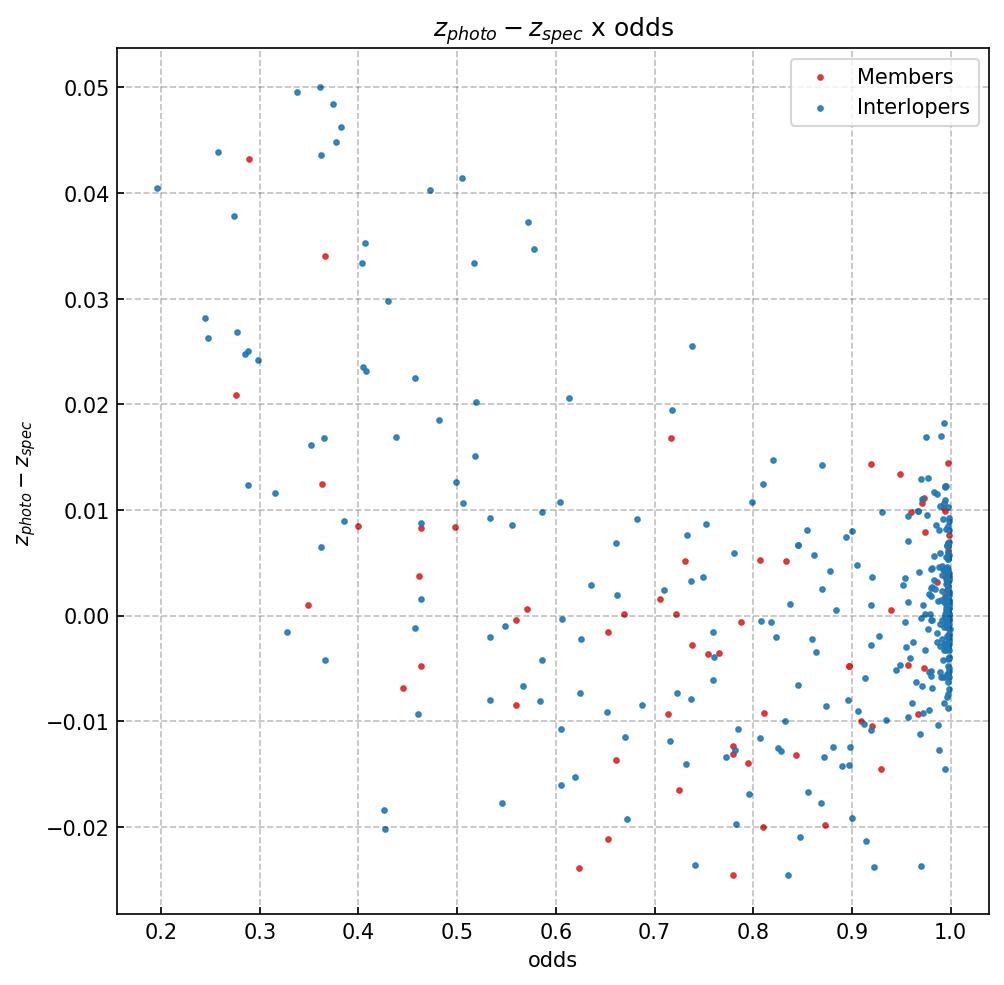 z_photo − z_spec x odds
Members
Interlopers
0.05
0.04
0.03
0.02
0.01
0.00
−0.01
−0.02
z_photo − z_spec
0.2 0.3 0.4 0.5 0.6 0.7 0.8 0.9 1.0
odds